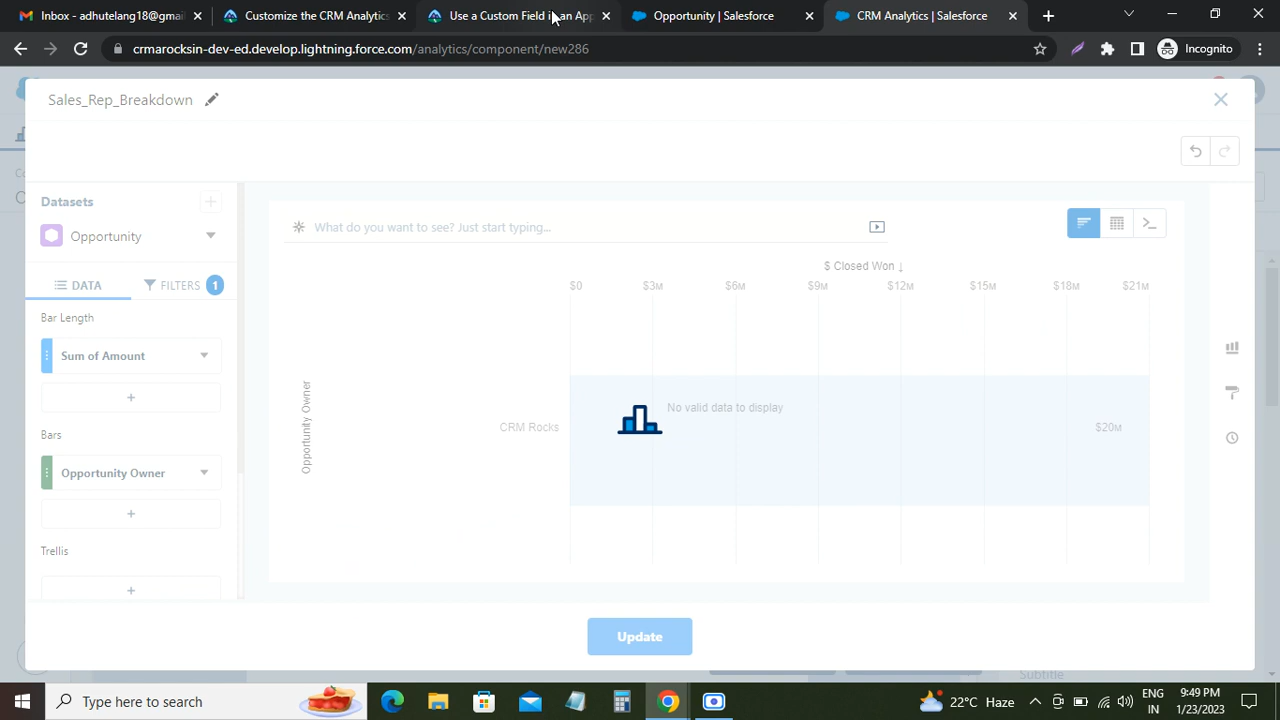 Inbox - adhutelang18@gmail
Customize the CRM Analytics
Use a Custom Field in an App
Opportunity | Salesforce
CRM Analytics | Salesforce
crmarocksin-dev-ed.develop.lightning.force.com/analytics/component/new286
Incognito
Sales_Rep_Breakdown
Datasets
What do you want to see? Just start typing...
Opportunity
$ Closed Won ↓
$0 $3M $6M $9M $12M $15M $18M $21M
DATA
FILTERS 1
Bar Length
Sum of Amount
No valid data to display
Opportunity Owner
CRM Rocks
$20M
Bars
Opportunity Owner
Trellis
Update
Subtitle
Type here to search
22°C Haze
ENG
IN
9:49 PM
1/23/2023